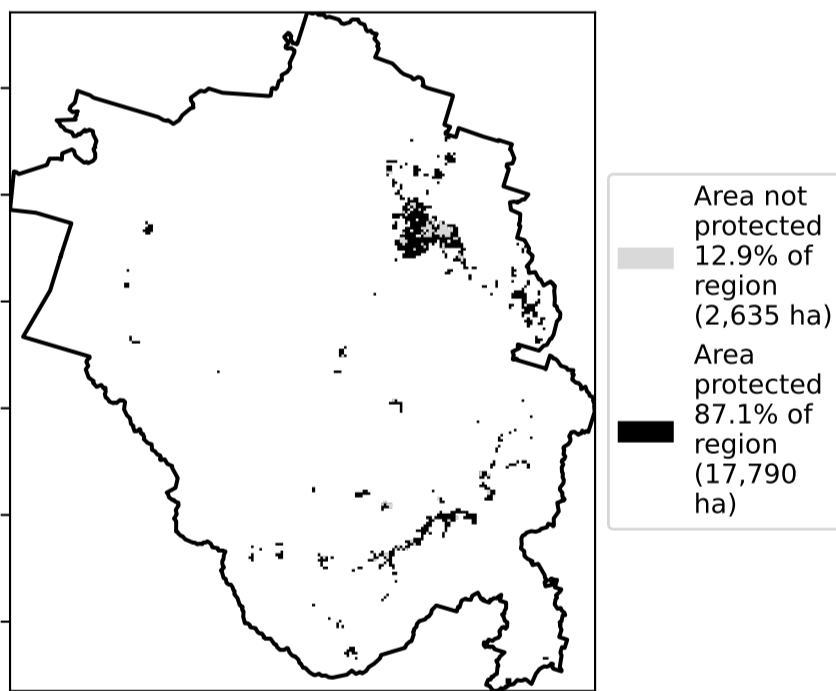 Area not
protected
12.9% of
region
(2,635 ha)
Area
protected
87.1% of
region
(17,790
ha)